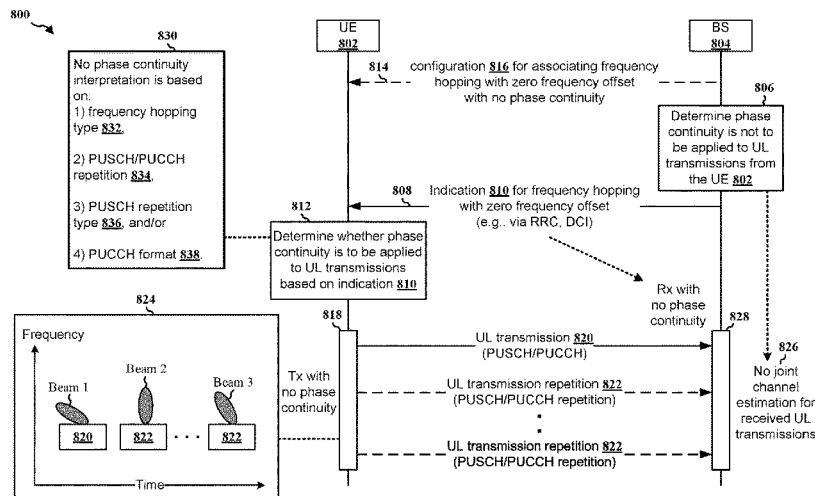 800
830
No phase continuity
interpretation is based
on:
1) frequency hopping
type 832,
2) PUSCH/PUCCH
repetition 834,
3) PUSCH repetition
type 836, and/or
4) PUCCH format 838.
UE
802
BS
804
814
configuration 816 for associating frequency
hopping with zero frequency offset
with no phase continuity
806
Determine phase
continuity is not to
be applied to UL
transmissions from
the UE 802
808
Indication 810 for frequency hopping
with zero frequency offset
(e.g.. via RRC, DCI)
812
Determine whether phase
continuity is to be applied
to UL transmissions
based on indication 810
Rx with
no phase
continuity
824
Frequency
Beam 1
Beam 2
Beam 3
820
822
. . .
822
Time
Tx with
no phase
continuity
818
828
UL transmission 820
(PUSCH/PUCCH)
UL transmission repetition 822
(PUSCH/PUCCH repetition)
UL transmission repetition 822
(PUSCH/PUCCH repetition)
826
No joint
channel
estimation for
received UL
transmissions